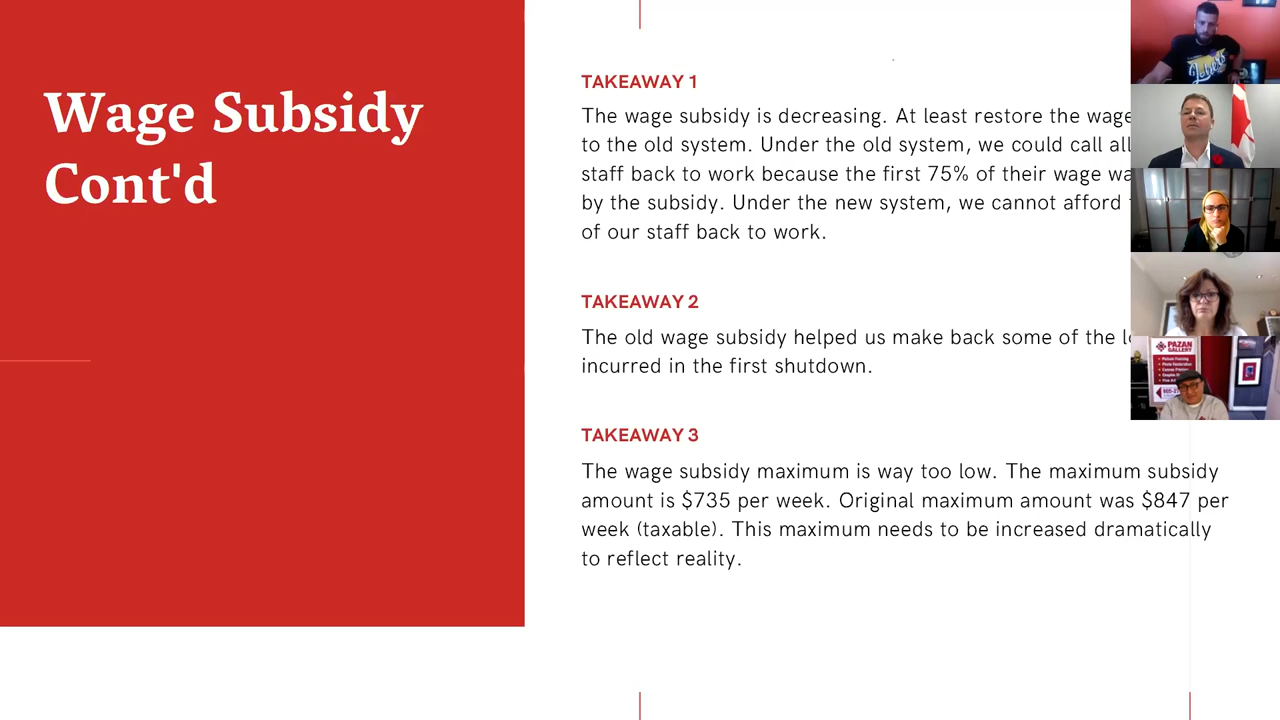 Wage Subsidy
Cont'd
TAKEAWAY 1
The wage subsidy is decreasing. At least restore the wage
to the old system. Under the old system, we could call all
staff back to work because the first 75% of their wage
by the subsidy. Under the new system, we cannot afford
of our staff back to work.
TAKEAWAY 2
The old wage subsidy helped us make back some of the
incurred in the first shutdown.
TAKEAWAY 3
The wage subsidy maximum is way too low. The maximum subsidy
amount is $735 per week. Original maximum amount was $847 per
week (taxable). This maximum needs to be increased dramatically
to reflect reality.
PAZAN
GALLERY